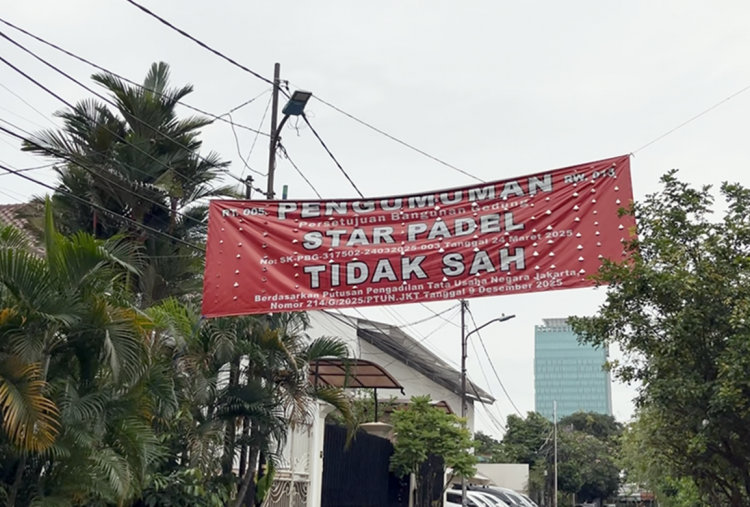 RT. 005 PENGUMUMAN RW. 013
Persetujuan Bangunan Gedung
STAR PADEL
No: SK-PBG-317502-24032025-003 Tanggal 24 Maret 2025
TIDAK SAH
Berdasarkan Putusan Pengadilan Tata Usaha Negara Jakarta,
Nomor 214/G/2025/PTUN.JKT Tanggal 9 Desember 2025